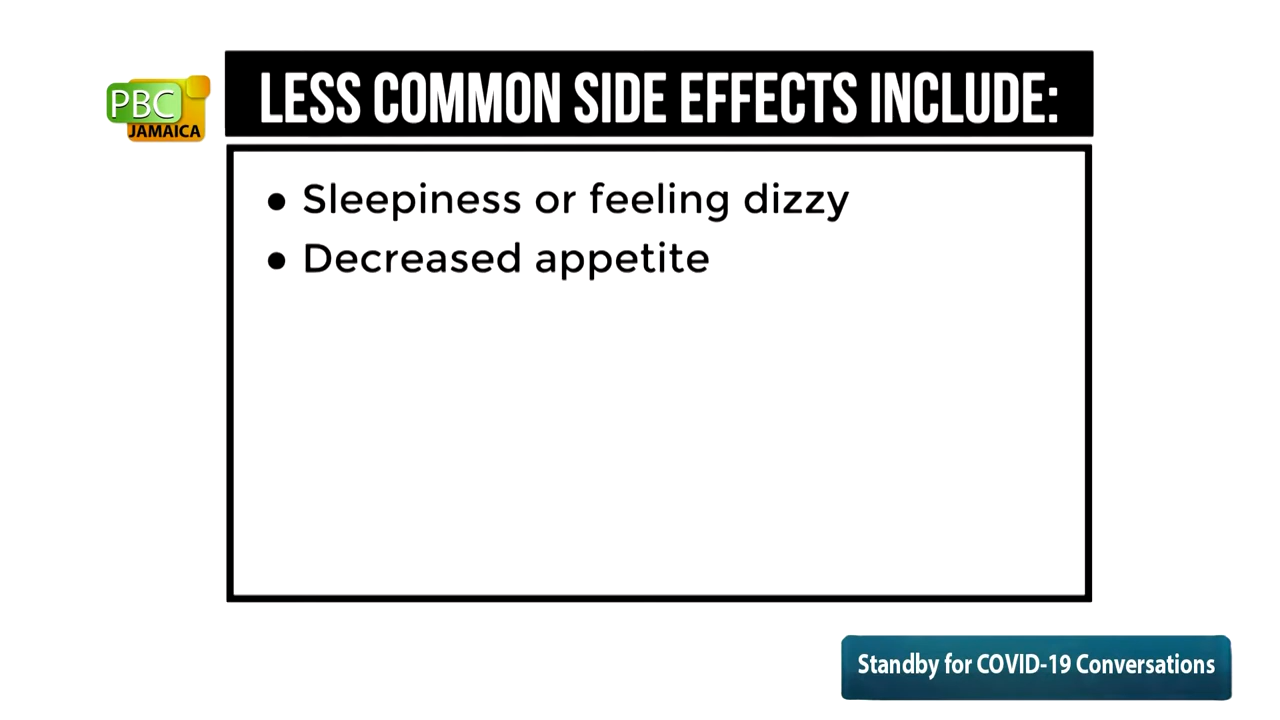 PBC
JAMAICA
LESS COMMON SIDE EFFECTS INCLUDE:
● Sleepiness or feeling dizzy
● Decreased appetite
Standby for COVID-19 Conversations